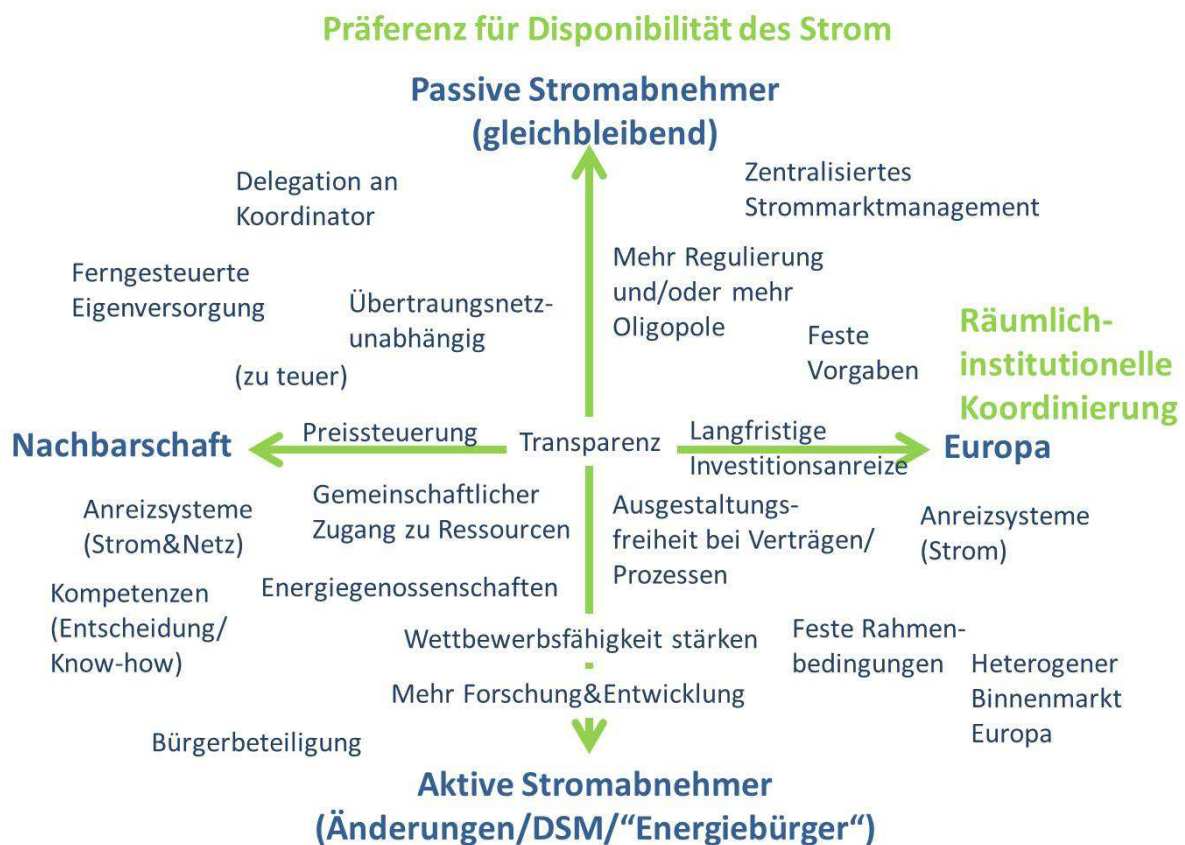 Präferenz für Disponibilität des Strom
Passive Stromabnehmer
(gleichbleibend)
Delegation an
Koordinator
Zentralisiertes
Strommarktmanagement
Ferngesteuerte
Eigenversorgung
Übertraungsnetz-
unabhängig
(zu teuer)
Mehr Regulierung
und/oder mehr
Oligopole
Feste
Vorgaben
Räumlich-
institutionelle
Koordinierung
Nachbarschaft
Preissteuerung
Transparenz
Langfristige
Investitionsanreize
Europa
Anreizsysteme
(Strom&Netz)
Gemeinschaftlicher
Zugang zu Ressourcen
Ausgestaltungs-
freiheit bei Verträgen/
Prozessen
Anreizsysteme
(Strom)
Kompetenzen
(Entscheidung/
Know-how)
Energiegenossenschaften
Wettbewerbsfähigkeit stärken
Feste Rahmen-
bedingungen
Heterogener
Binnenmarkt
Europa
Mehr Forschung&Entwicklung
Bürgerbeteiligung
Aktive Stromabnehmer
(Änderungen/DSM/“Energiebürger“)